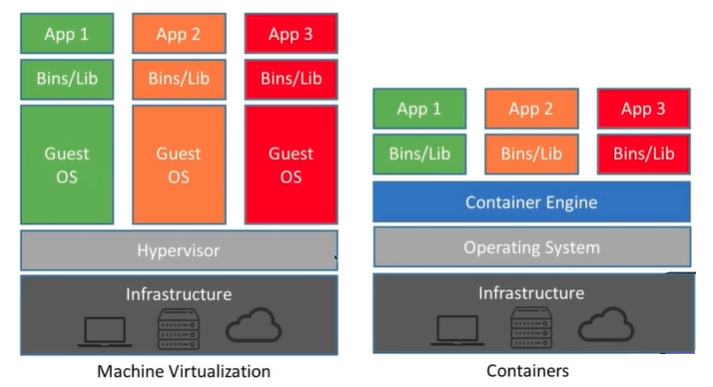 App 1
App 2
App 3
Bins/Lib
Bins/Lib
Bins/Lib
Guest
OS
Guest
OS
Guest
OS
Hypervisor
Infrastructure
Machine Virtualization
App 1
App 2
App 3
Bins/Lib
Bins/Lib
Bins/Lib
Container Engine
Operating System
Infrastructure
Containers